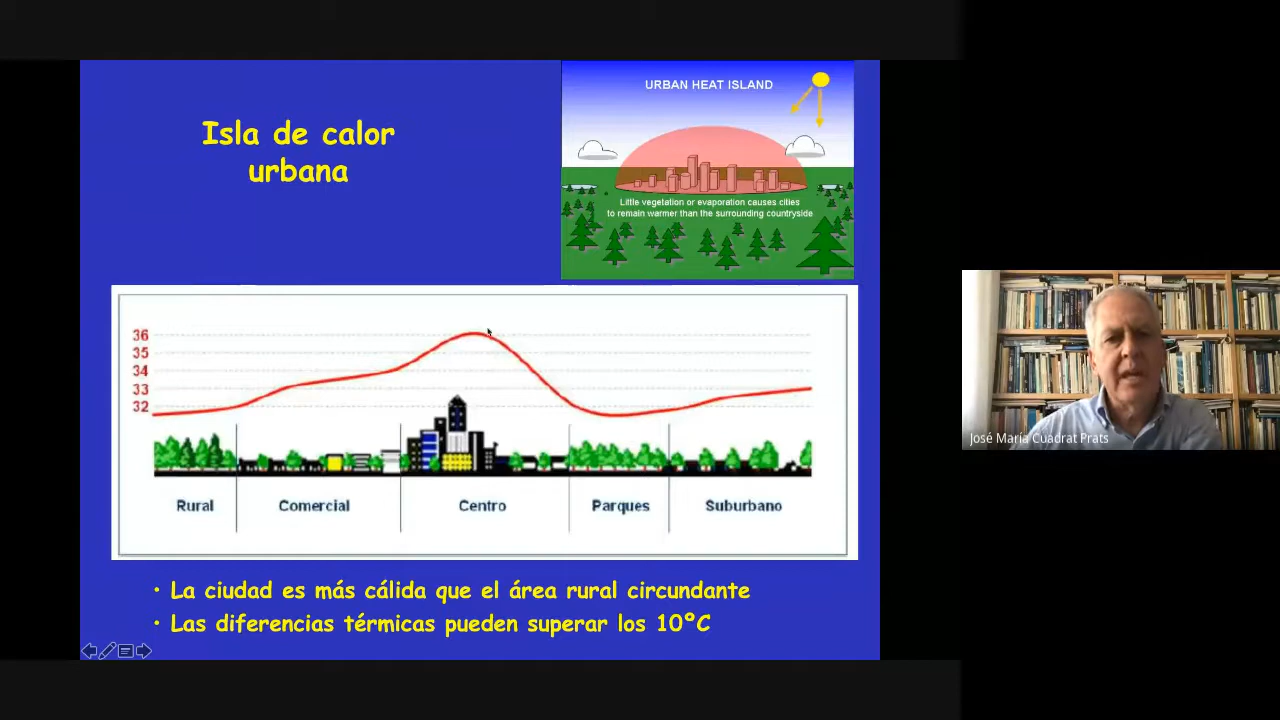 Isla de calor
urbana
URBAN HEAT ISLAND
Little vegetation or evaporation causes cities
to remain warmer than the surrounding countryside
36
35
34
33
32
Rural
Comercial
Centro
Parques
Suburbano
• La ciudad es más cálida que el área rural circundante
• Las diferencias térmicas pueden superar los 10ºC
José María Cuadrat Prats